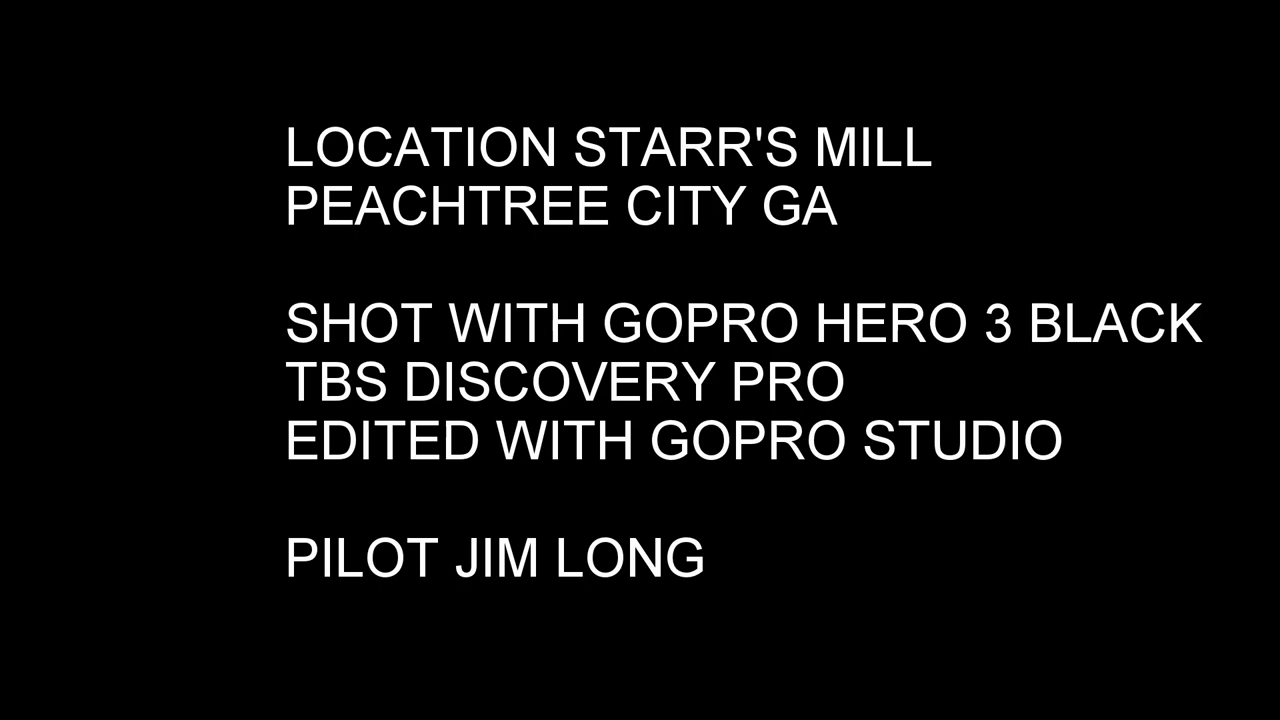 LOCATION STARR'S MILL
PEACHTREE CITY GA
SHOT WITH GOPRO HERO 3 BLACK
TBS DISCOVERY PRO
EDITED WITH GOPRO STUDIO
PILOT JIM LONG